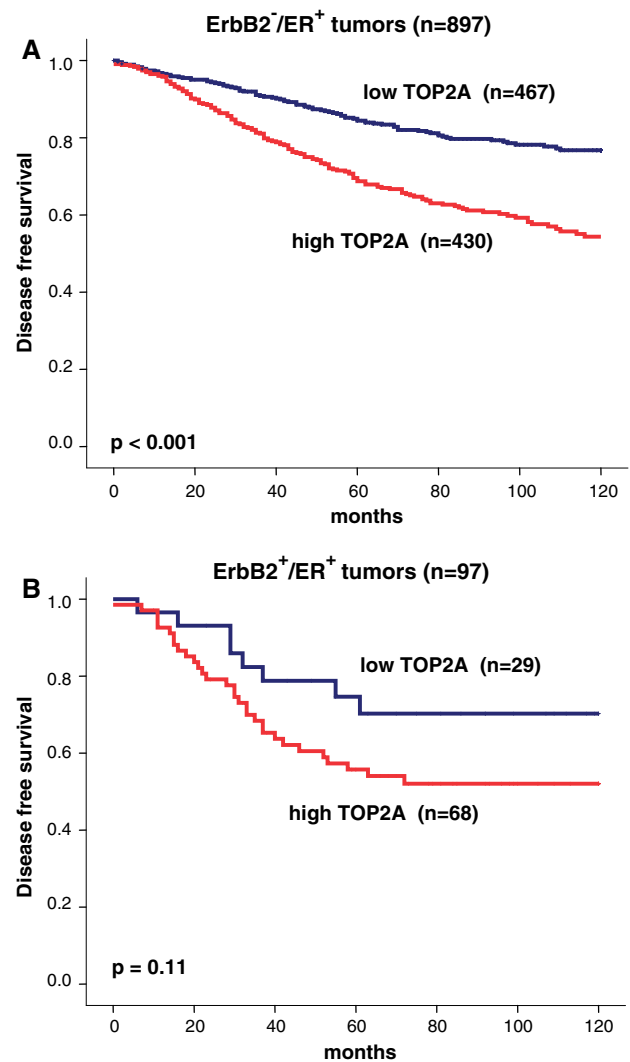 A
ErbB2⁻/ER⁺ tumors (n=897)
Disease free survival
1.0
0.8
0.6
0.4
0.2
0.0
low TOP2A (n=467)
high TOP2A (n=430)
p < 0.001
0 20 40 60 80 100 120
months
B
ErbB2⁺/ER⁺ tumors (n=97)
Disease free survival
1.0
0.8
0.6
0.4
0.2
0.0
low TOP2A (n=29)
high TOP2A (n=68)
p = 0.11
0 20 40 60 80 100 120
months